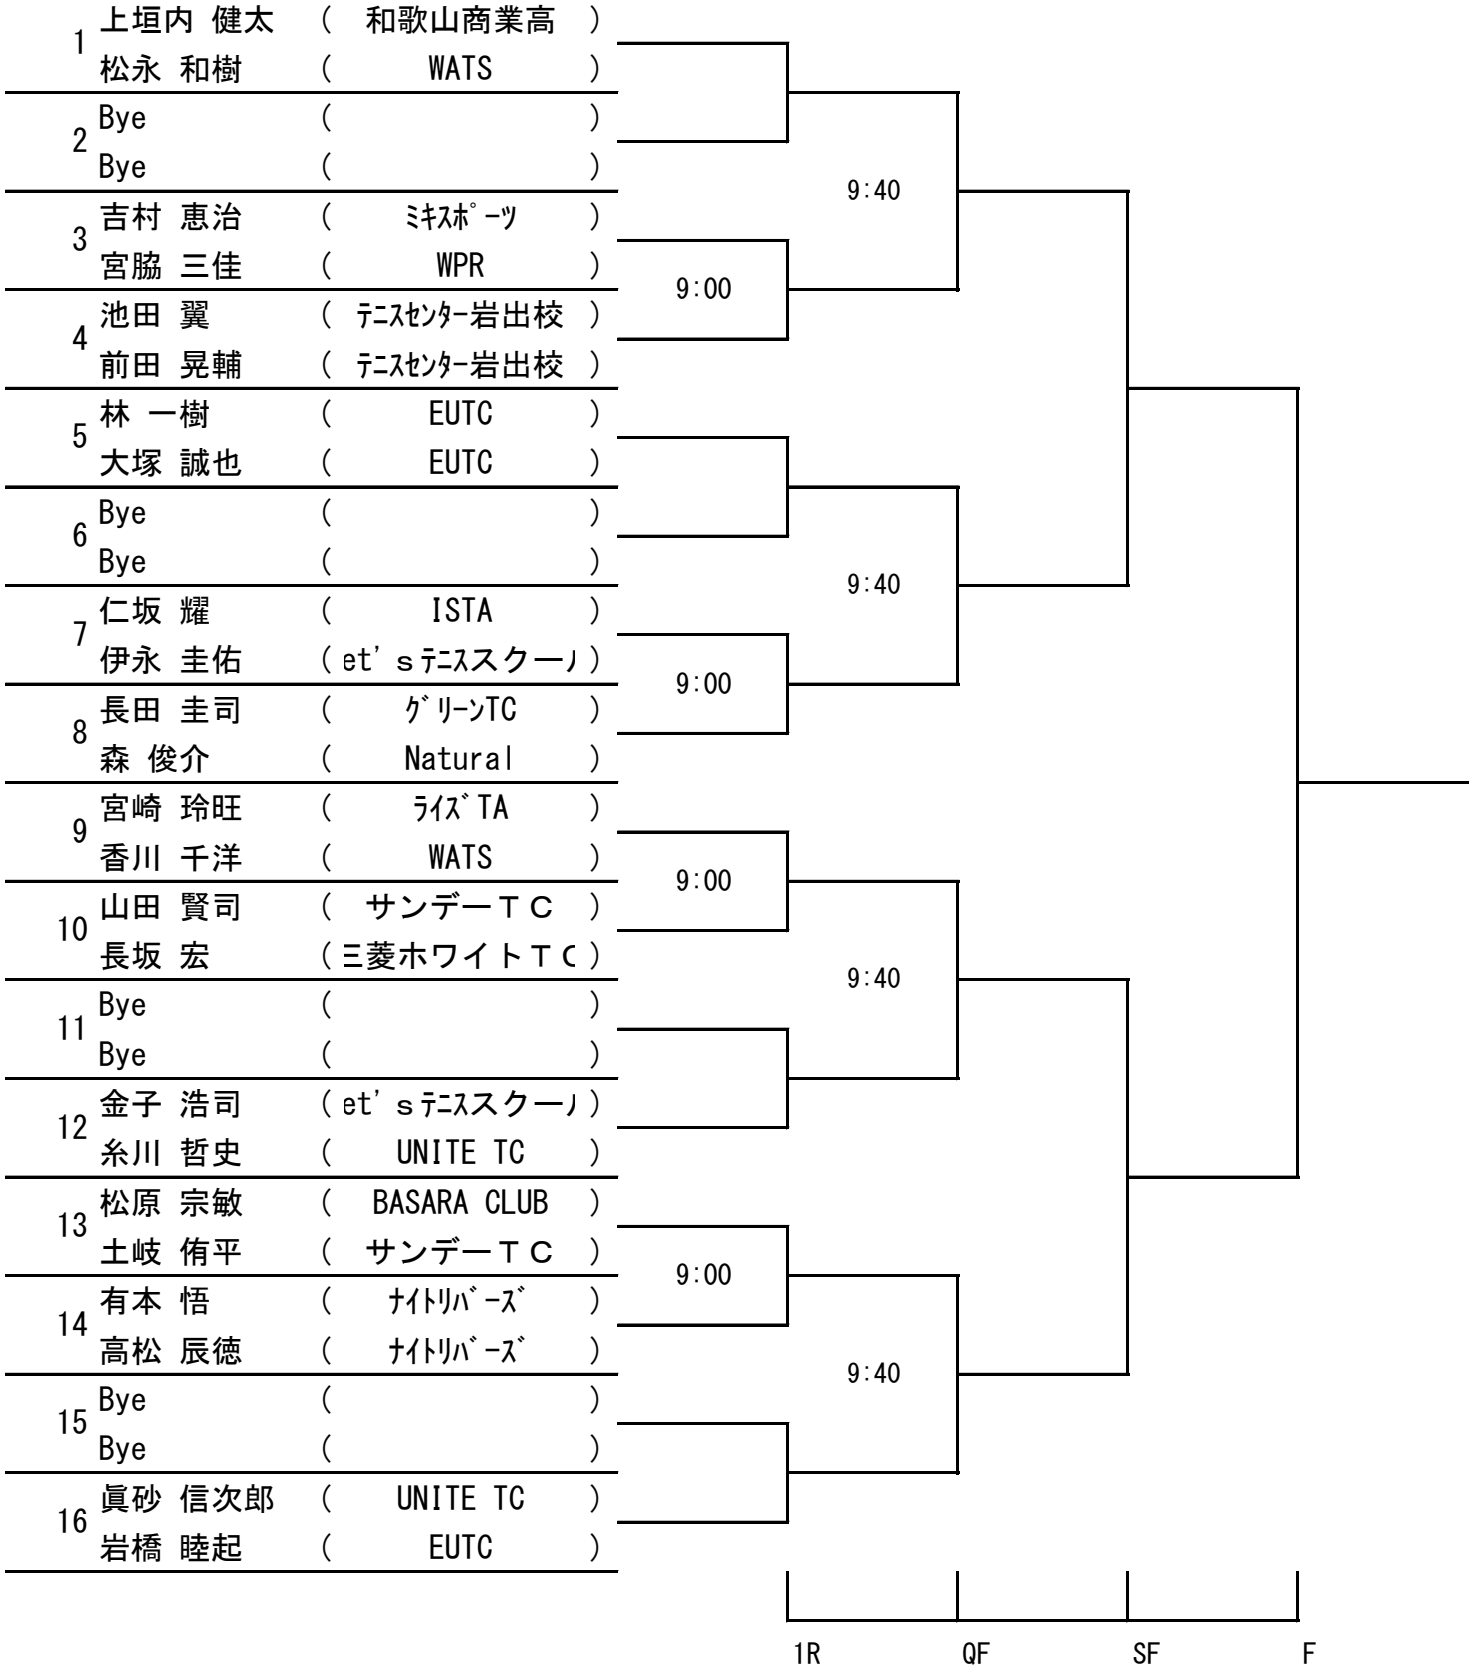 1 上垣内 健太 ( 和歌山商業高 )
松永 和樹 ( WATS )
2 Bye ( )
Bye ( )
3 吉村 恵治 ( ﾐｷｽﾎﾟｰﾂ )
宮脇 三佳 ( WPR )
4 池田 翼 ( ﾃﾆｽｾﾝﾀｰ岩出校 )
前田 晃輔 ( ﾃﾆｽｾﾝﾀｰ岩出校 )
5 林 一樹 ( EUTC )
大塚 誠也 ( EUTC )
6 Bye ( )
Bye ( )
7 仁坂 耀 ( ISTA )
伊永 圭佑 ( et'ｓﾃﾆｽスクール )
8 長田 圭司 ( ｸﾞﾘｰﾝTC )
森 俊介 ( Natural )
9 宮崎 玲旺 ( ﾗｲｽﾞTA )
香川 千洋 ( WATS )
10 山田 賢司 ( サンデーＴＣ )
長坂 宏 ( 三菱ホワイトＴＣ )
11 Bye ( )
Bye ( )
12 金子 浩司 ( et'ｓﾃﾆｽスクール )
糸川 哲史 ( UNITE TC )
13 松原 宗敏 ( BASARA CLUB )
土岐 侑平 ( サンデーＴＣ )
14 有本 悟 ( ﾅｲﾄﾘﾊﾞｰｽﾞ )
高松 辰徳 ( ﾅｲﾄﾘﾊﾞｰｽﾞ )
15 Bye ( )
Bye ( )
16 眞砂 信次郎 ( UNITE TC )
岩橋 睦起 ( EUTC )
9:00
9:00
9:00
9:00
9:40
9:40
9:40
9:40
1R QF SF F